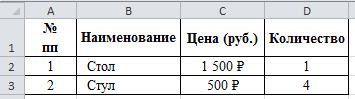 A B C D
1 № пп Наименование Цена (руб.) Количество
2 1 Стол 1 500 ₽ 1
3 2 Стул 500 ₽ 4